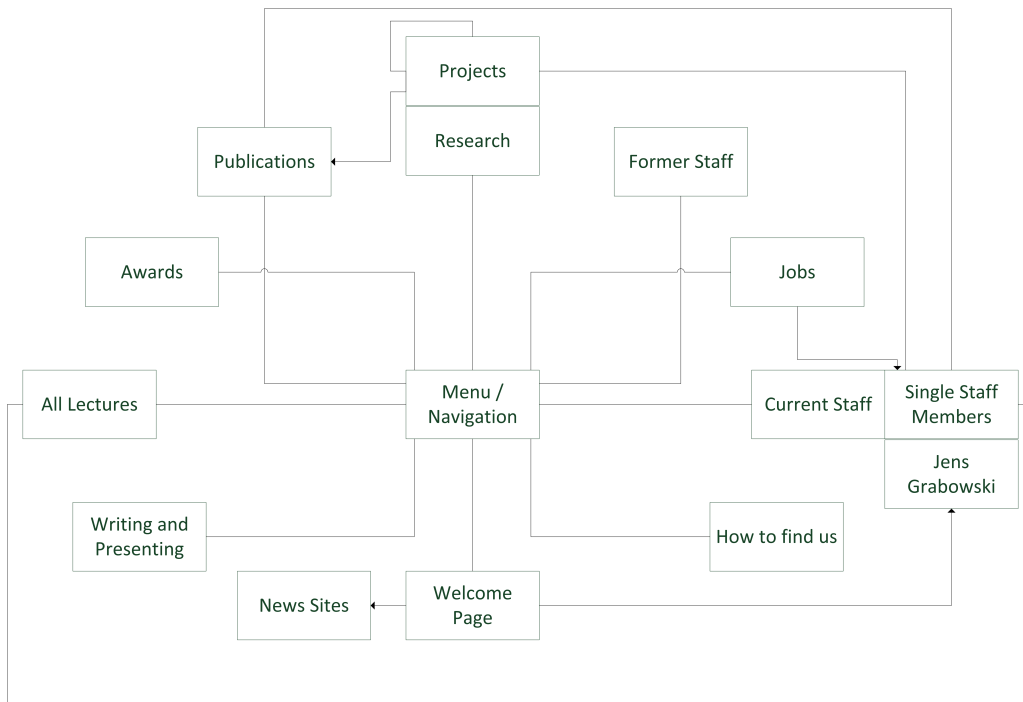 Projects
Research
Publications
Former Staff
Awards
Jobs
All Lectures
Menu /
Navigation
Current Staff
Single Staff
Members
Jens
Grabowski
Writing and
Presenting
How to find us
News Sites
Welcome
Page